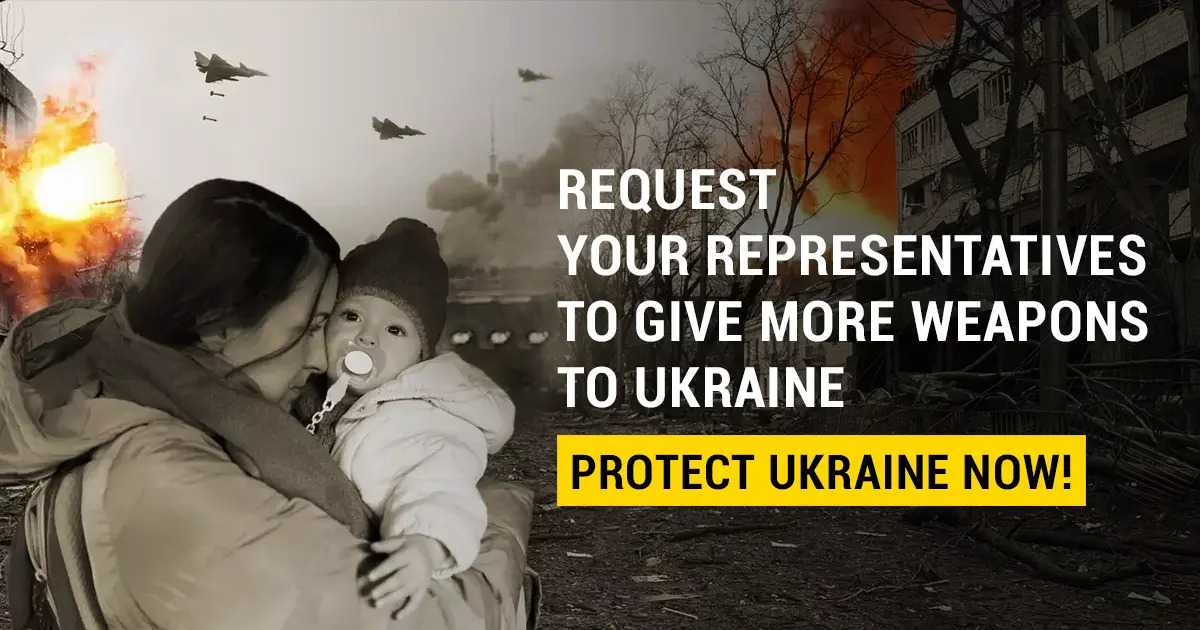 REQUEST
YOUR REPRESENTATIVES
TO GIVE MORE WEAPONS
TO UKRAINE
PROTECT UKRAINE NOW!